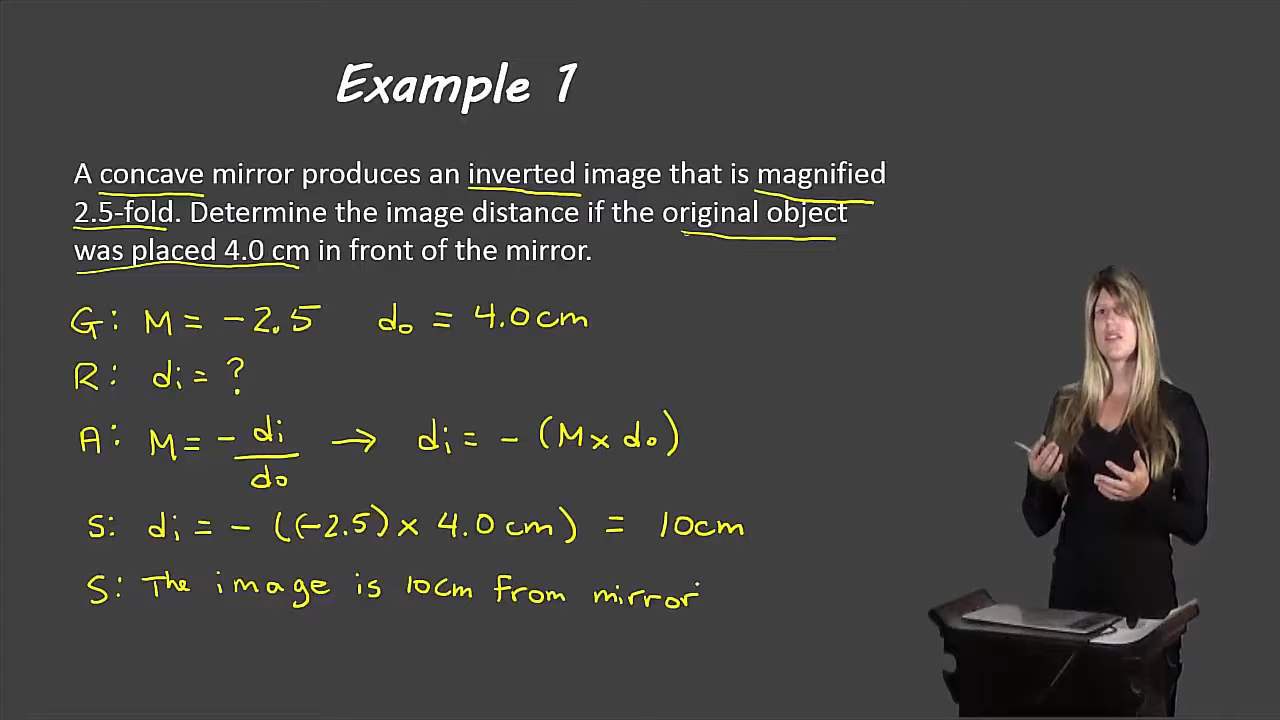 Example 1
A concave mirror produces an inverted image that is magnified
2.5-fold. Determine the image distance if the original object
was placed 4.0 cm in front of the mirror.
G: M = -2.5 do = 4.0cm
R: di = ?
A: M = - di/do → di = - (M x do)
S: di = - ((-2.5) x 4.0cm) = 10cm
S: The image is 10cm from mirror